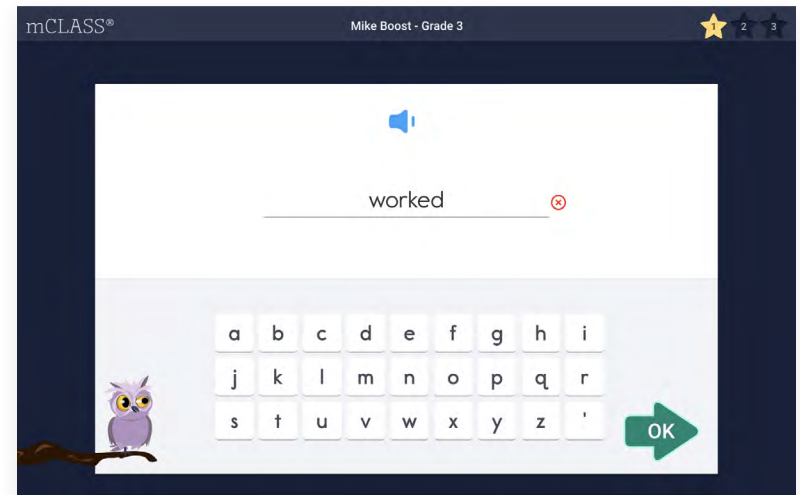 mCLASS®
Mike Boost - Grade 3
1 2 3
worked
a b c d e f g h i
j k l m n o p q r
s t u v w x y z '
OK